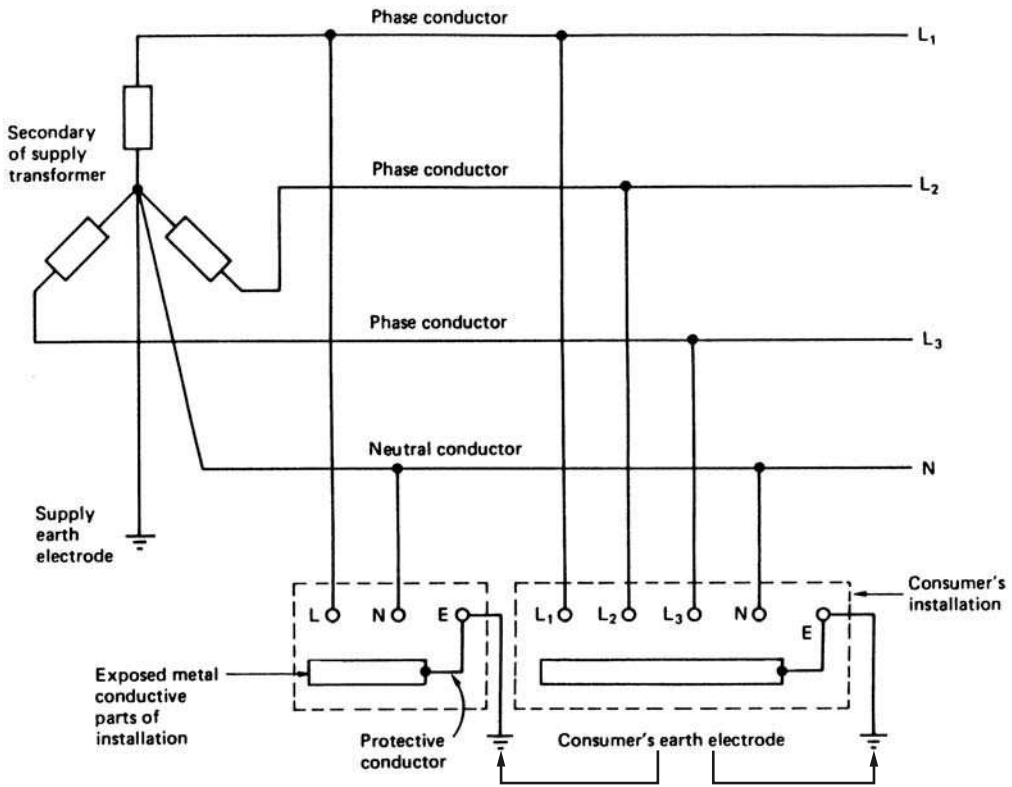 Phase conductor
L1
Secondary
of supply
transformer
Phase conductor
L2
Phase conductor
L3
Neutral conductor
N
Supply
earth
electrode
Consumer's
installation
L
N
E
L1
L2
L3
N
E
Exposed metal
conductive
parts of
installation
Protective
conductor
Consumer's earth electrode